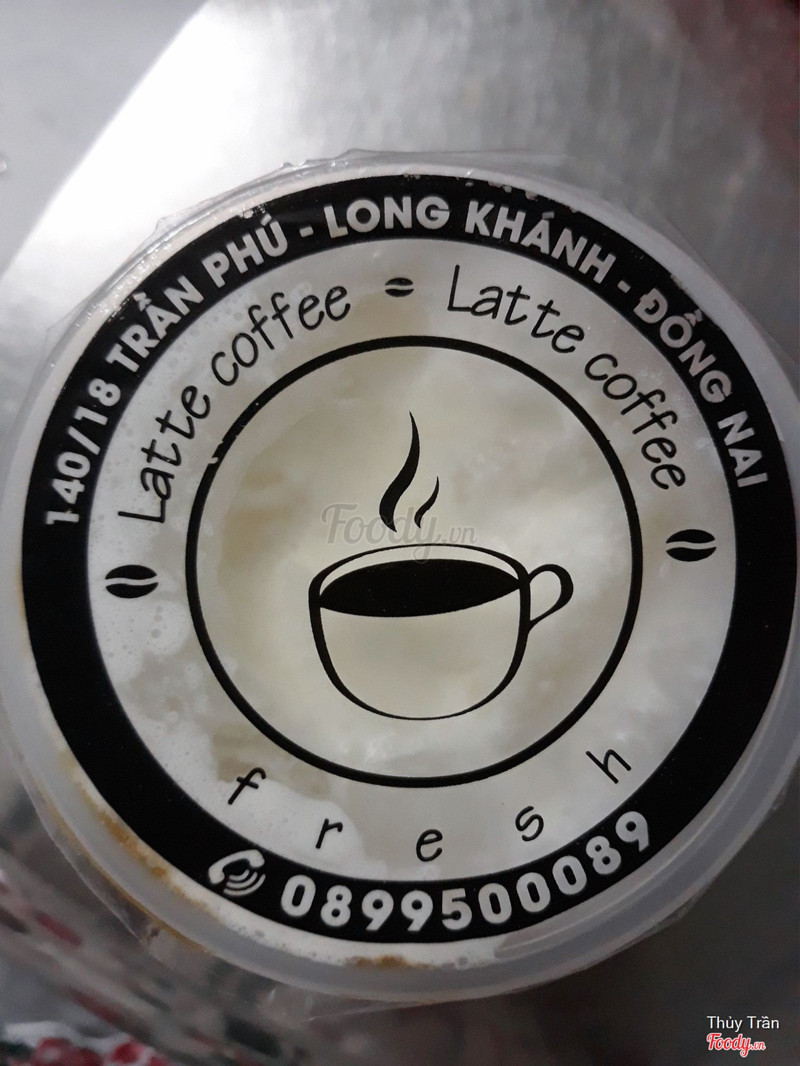 140/18 TRẦN PHÚ - LONG KHÁNH - ĐỒNG NAI
Latte coffee Latte coffee
Foody.vn
fresh
0899500089
Thủy Trần
Foody.vn